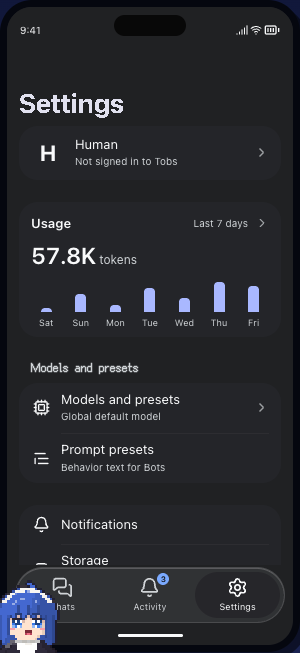 9:41
Settings
H
Human
Not signed in to Tobs
Usage
Last 7 days
57.8K tokens
Sat Sun Mon Tue Wed Thu Fri
Models and presets
Models and presets
Global default model
Prompt presets
Behavior text for Bots
Notifications
Storage
3
hats
Activity
Settings